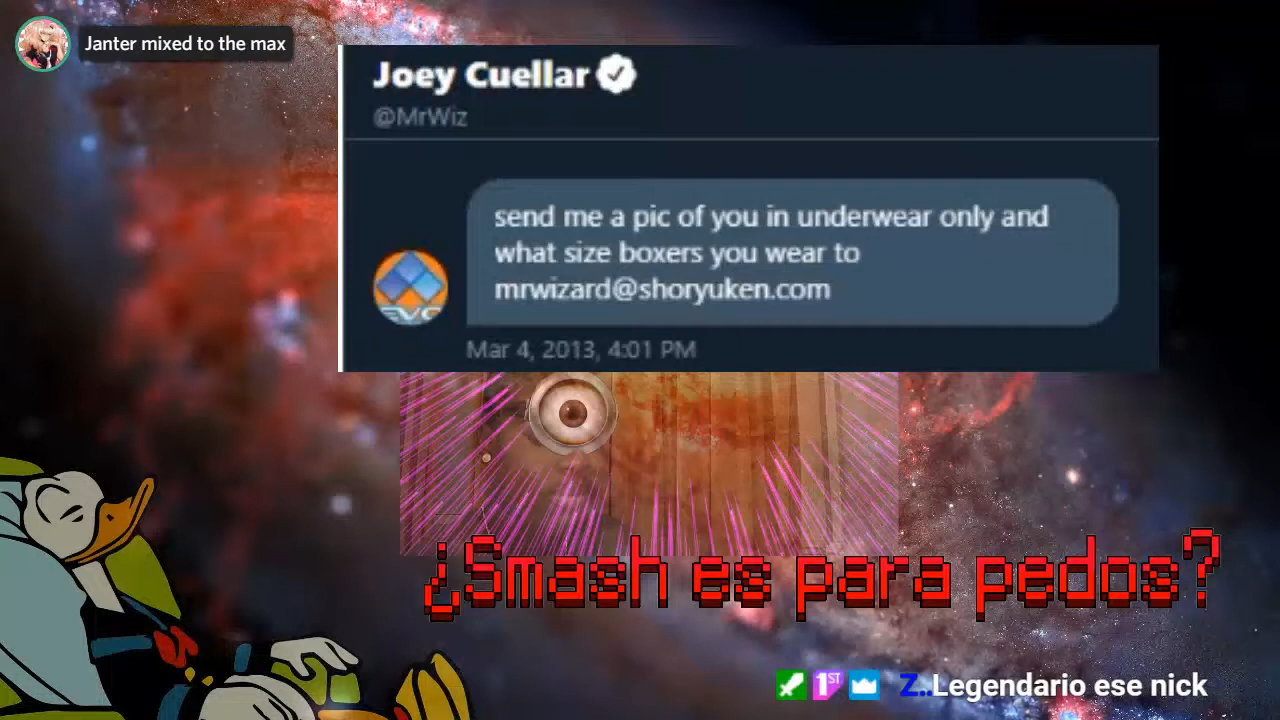 Janter mixed to the max
Joey Cuellar
@MrWiz
send me a pic of you in underwear only and
what size boxers you wear to
mrwizard@shoryuken.com
EVO
Mar 4, 2013, 4:01 PM
¿Smash es para pedos?
1ST Z..Legendario ese nick